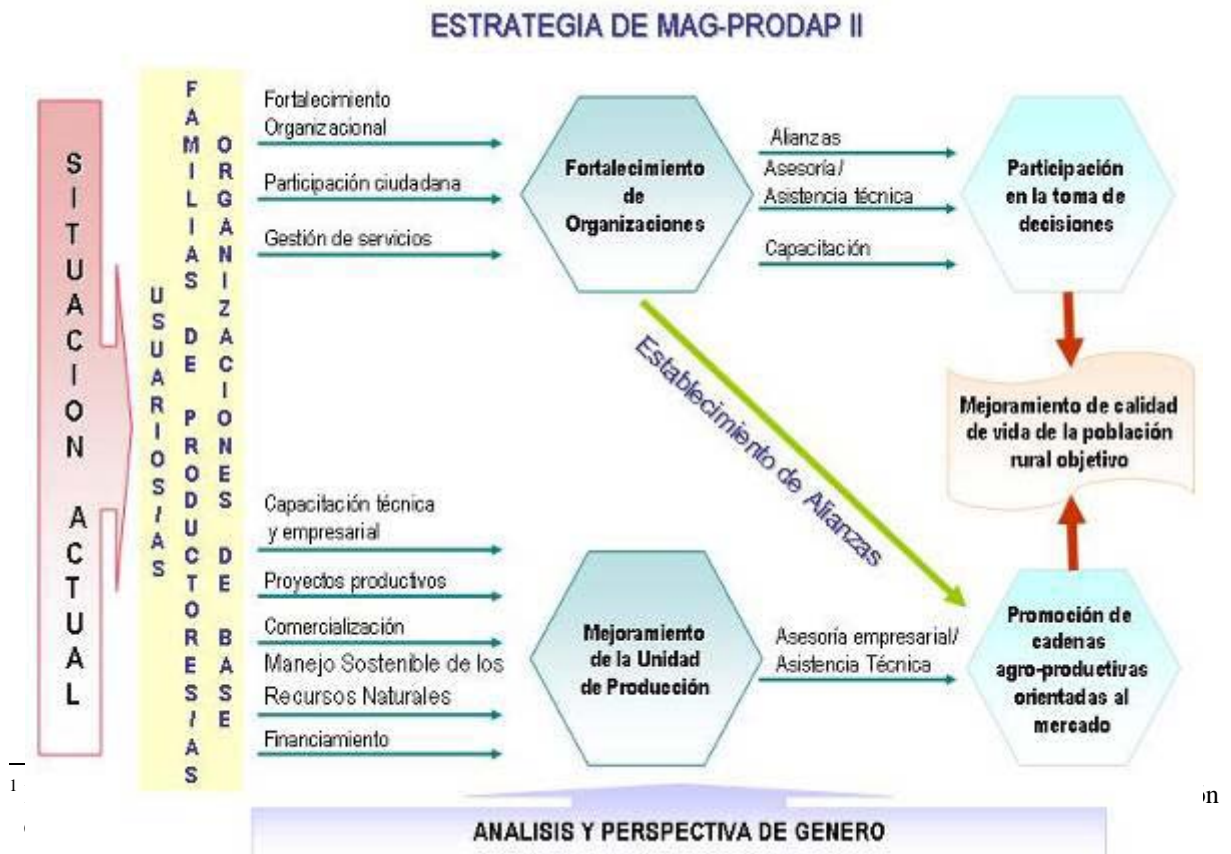 ESTRATEGIA DE MAG-PRODAP II
SITUACION ACTUAL
USUARIOS/AS
FAMILIAS DE PRODUCTORES/AS
ORGANIZACIONES DE BASE
Fortalecimiento
Organizacional
Participación ciudadana
Gestión de servicios
Fortalecimiento
de
Organizaciones
Alianzas
Asesoría/
Asistencia técnica
Capacitación
Participación
en la toma de
decisiones
Establecimiento de Alianzas
Mejoramiento de calidad
de vida de la población
rural objetivo
Capacitación técnica
y empresarial
Proyectos productivos
Comercialización
Manejo Sostenible de los
Recursos Naturales
Financiamiento
Mejoramiento
de la Unidad
de Producción
Asesoría empresarial/
Asistencia Técnica
Promoción de
cadenas
agro-productivas
orientadas al
mercado
1
ANALISIS Y PERSPECTIVA DE GENERO